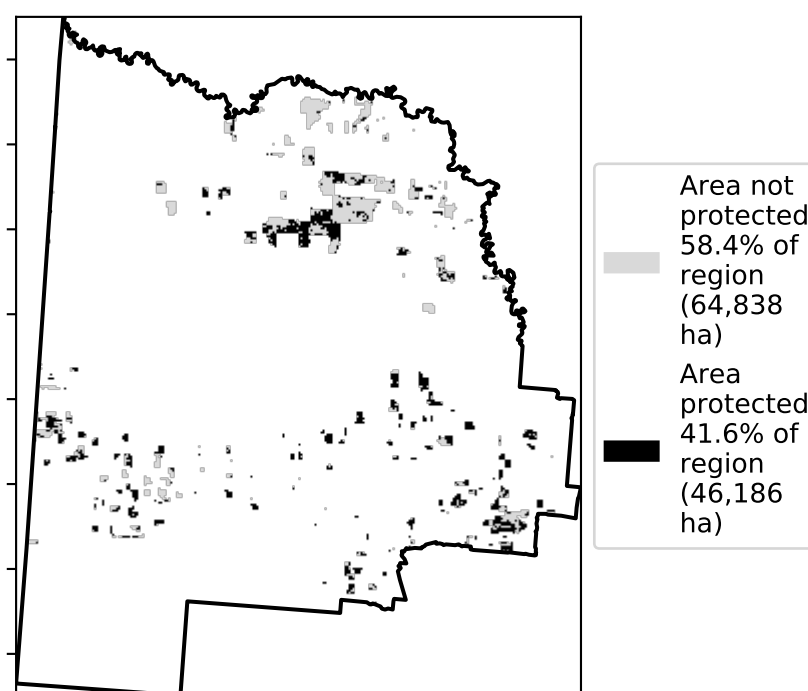 Area not
protected
58.4% of
region
(64,838
ha)
Area
protected
41.6% of
region
(46,186
ha)